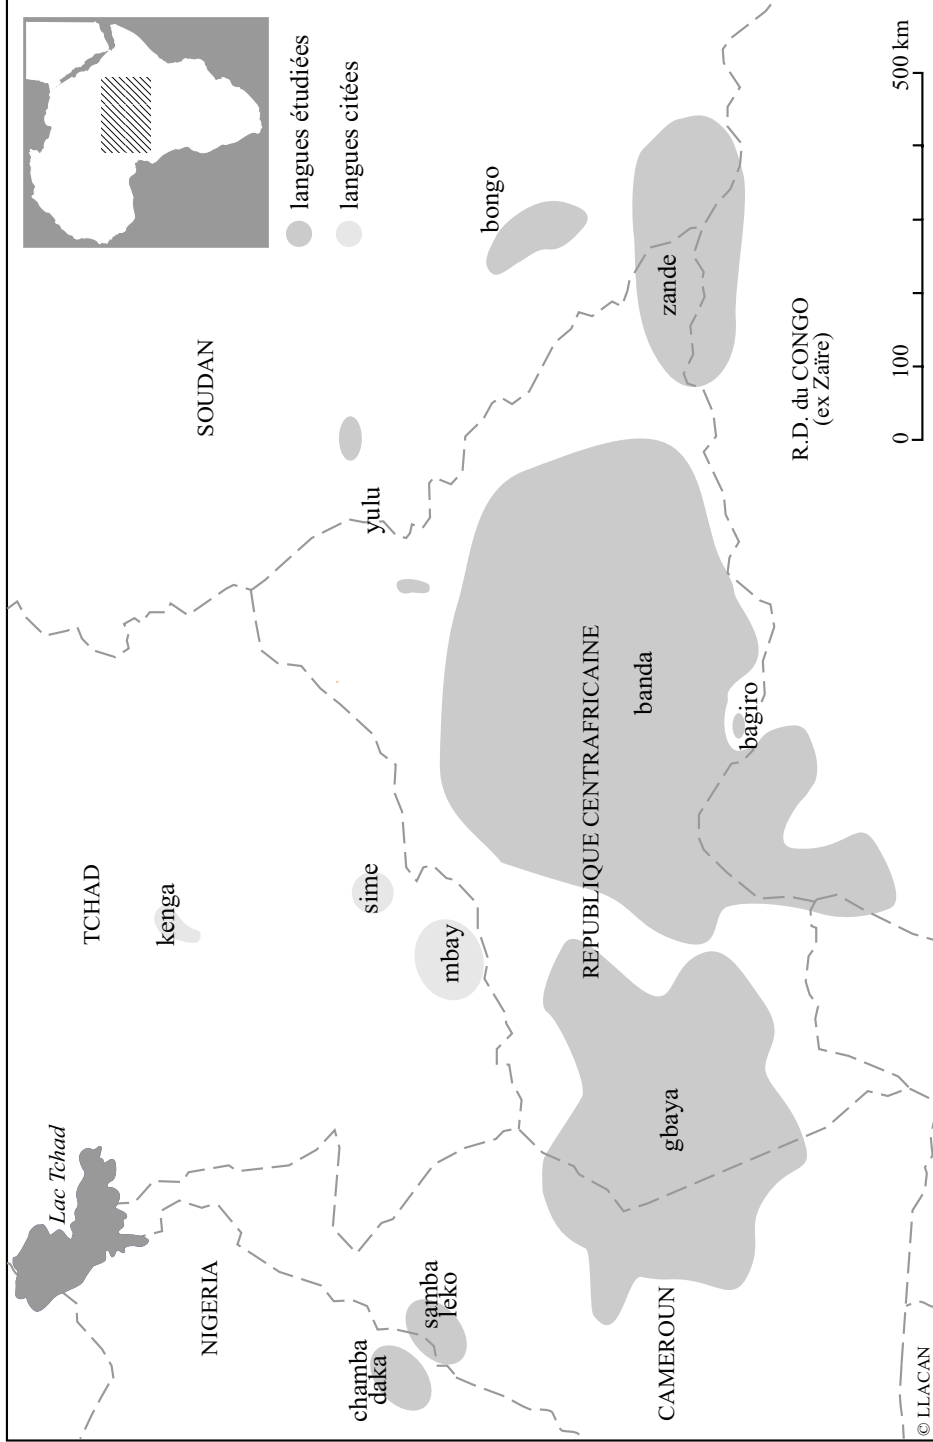 Lac Tchad
TCHAD
SOUDAN
NIGERIA
kenga
langues étudiées
langues citées
chamba
daka
samba
leko
sime
mbay
yulu
bongo
REPUBLIQUE CENTRAFRICAINE
CAMEROUN
gbaya
banda
zande
bagiro
R.D. du CONGO
(ex Zaïre)
0 100 500 km
© LLACAN